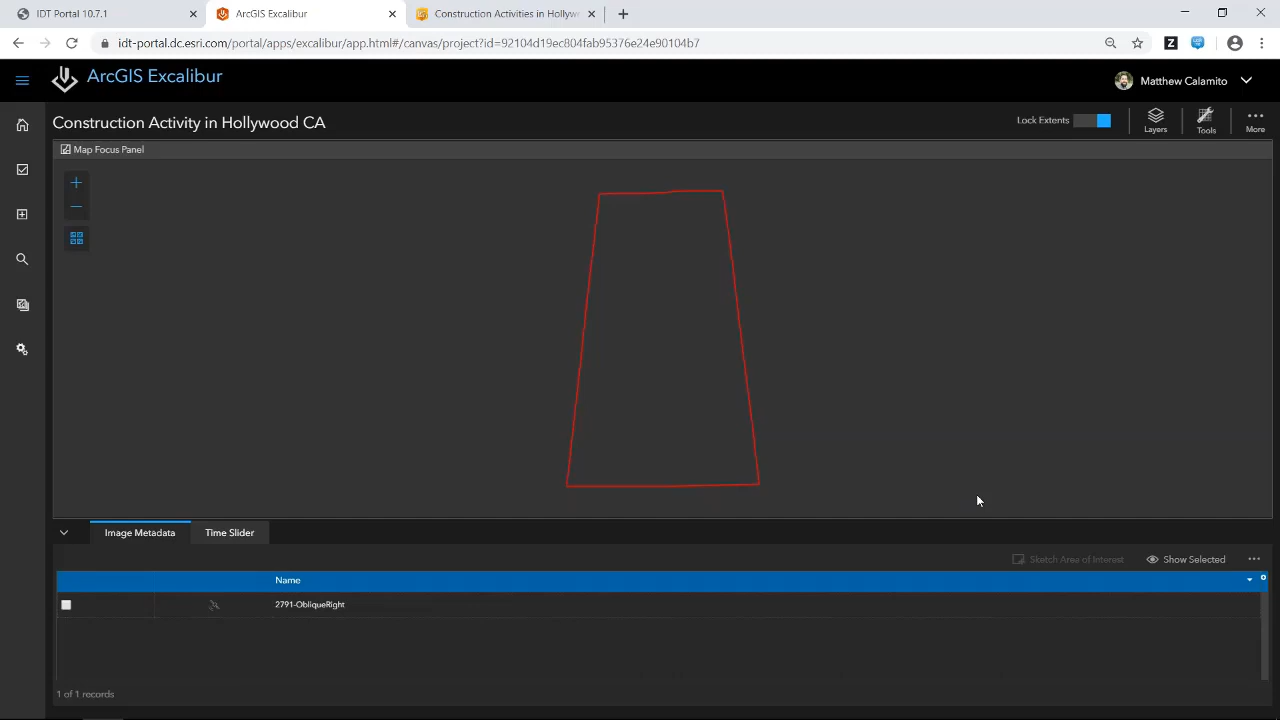 IDT Portal 10.7.1
ArcGIS Excalibur
Construction Activities in Hollyw
idt-portal.dc.esri.com/portal/apps/excalibur/app.html#/canvas/project?id=92104d19ec804fab95376e24e90104b7
ArcGIS Excalibur
Matthew Calamito
Construction Activity in Hollywood CA
Lock Extents
Layers
Tools
More
Map Focus Panel
Image Metadata
Time Slider
Sketch Area of Interest
Show Selected
Name
2791-ObliqueRight
1 of 1 records